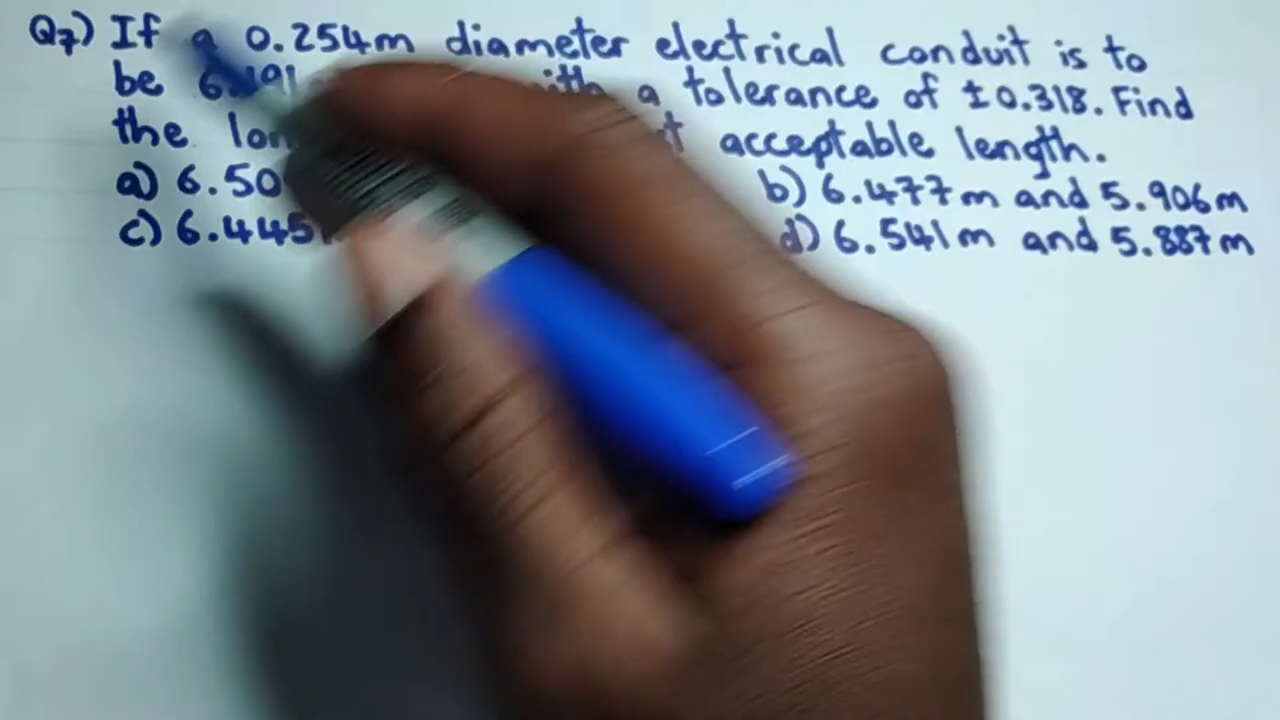 Q7) If a 0.254m diameter electrical conduit is to
be with a tolerance of ±0.318. Find
the acceptable length.
a) 6.50 b) 6.477m and 5.906m
c) 6.445 d) 6.541m and 5.887m